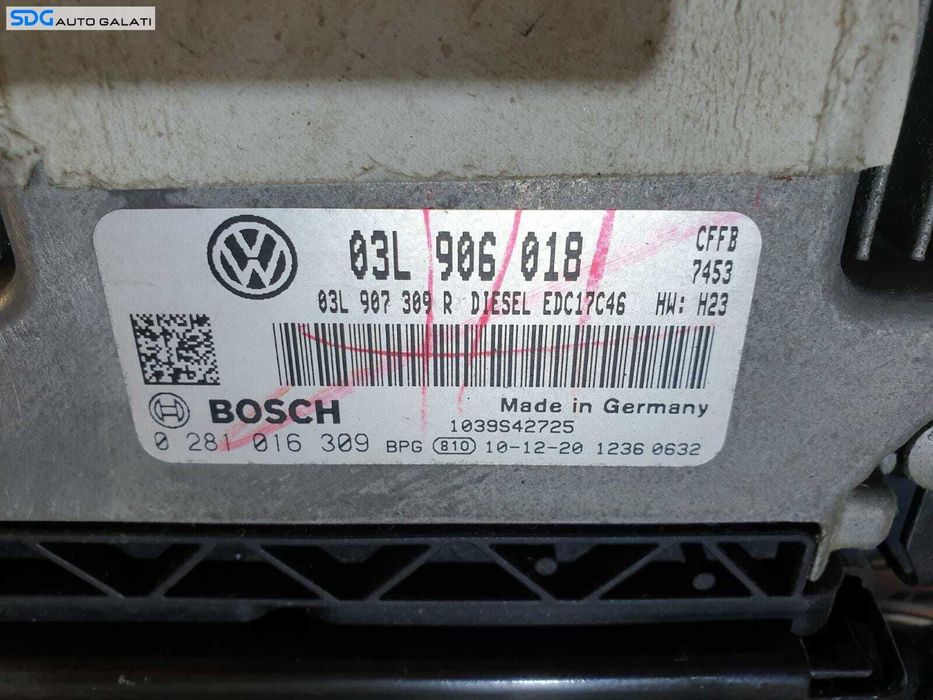 SDG AUTO GALATI
03L 906 018
CFFB
7453
03L 907 309 R DIESEL EDC17C46 HW: H23
BOSCH
Made in Germany
1039S42725
0 281 016 309 BPG 810 10-12-20 1236 0632